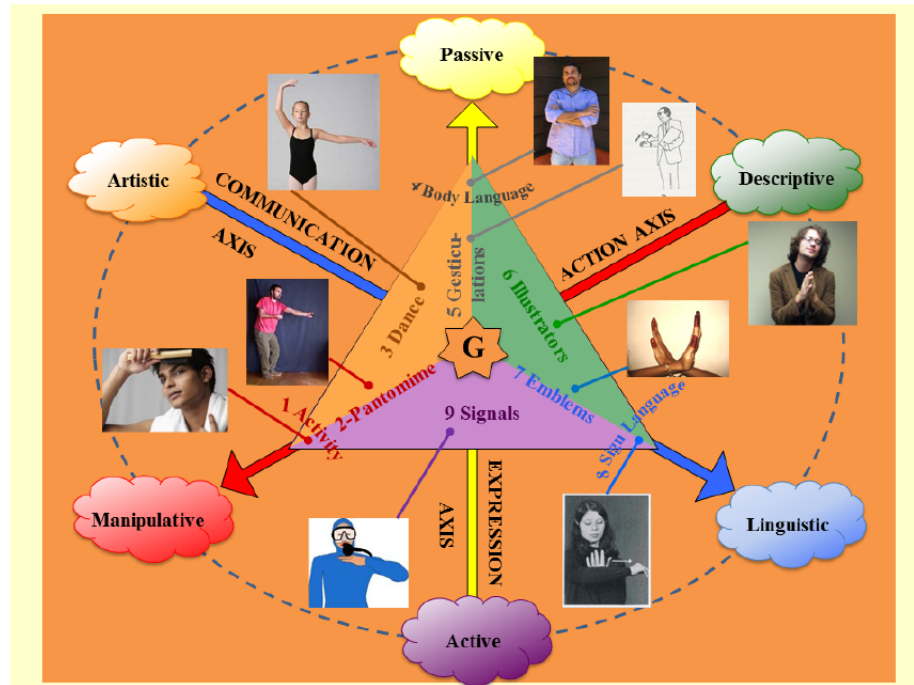 Passive
Artistic
Descriptive
COMMUNICATION
AXIS
ACTION AXIS
4 Body Language
5 Gesticu-
lations
3 Dance
6 Illustrators
G
1 Activity
2-Pantomime
7 Emblems
8 Sign Language
9 Signals
EXPRESSION
AXIS
Manipulative
Linguistic
Active